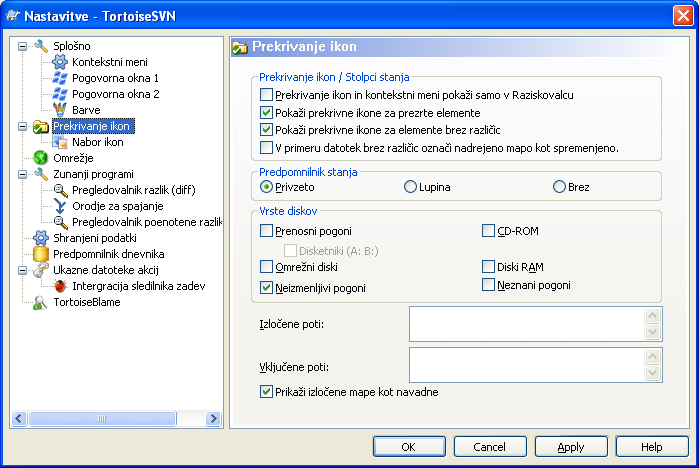 Nastavitve - TortoiseSVN
Splošno
Kontekstni meni
Pogovorna okna 1
Pogovorna okna 2
Barve
Prekrivanje ikon
Nabor ikon
Omrežje
Zunanji programi
Pregledovalnik razlik (diff)
Orodje za spajanje
Pregledovalnik poenotene razlik
Shranjeni podatki
Predpomnilnik dnevnika
Ukazne datoteke akcij
Intergracija sledilnika zadev
TortoiseBlame
Prekrivanje ikon
Prekrivanje ikon / Stolpci stanja
Prekrivanje ikon in kontekstni meni pokaži samo v Raziskovalcu
Pokaži prekrivne ikone za prezrte elemente
Pokaži prekrivne ikone za elemente brez različic
V primeru datotek brez različic označi nadrejeno mapo kot spremenjeno.
Predpomnilnik stanja
Privzeto Lupina Brez
Vrste diskov
Prenosni pogoni CD-ROM
Disketniki (A: B:)
Omrežni diski Diski RAM
Neizmenljivi pogoni Neznani pogoni
Izločene poti:
Vključene poti:
Prikaži izločene mape kot navadne
OK Cancel Apply Help